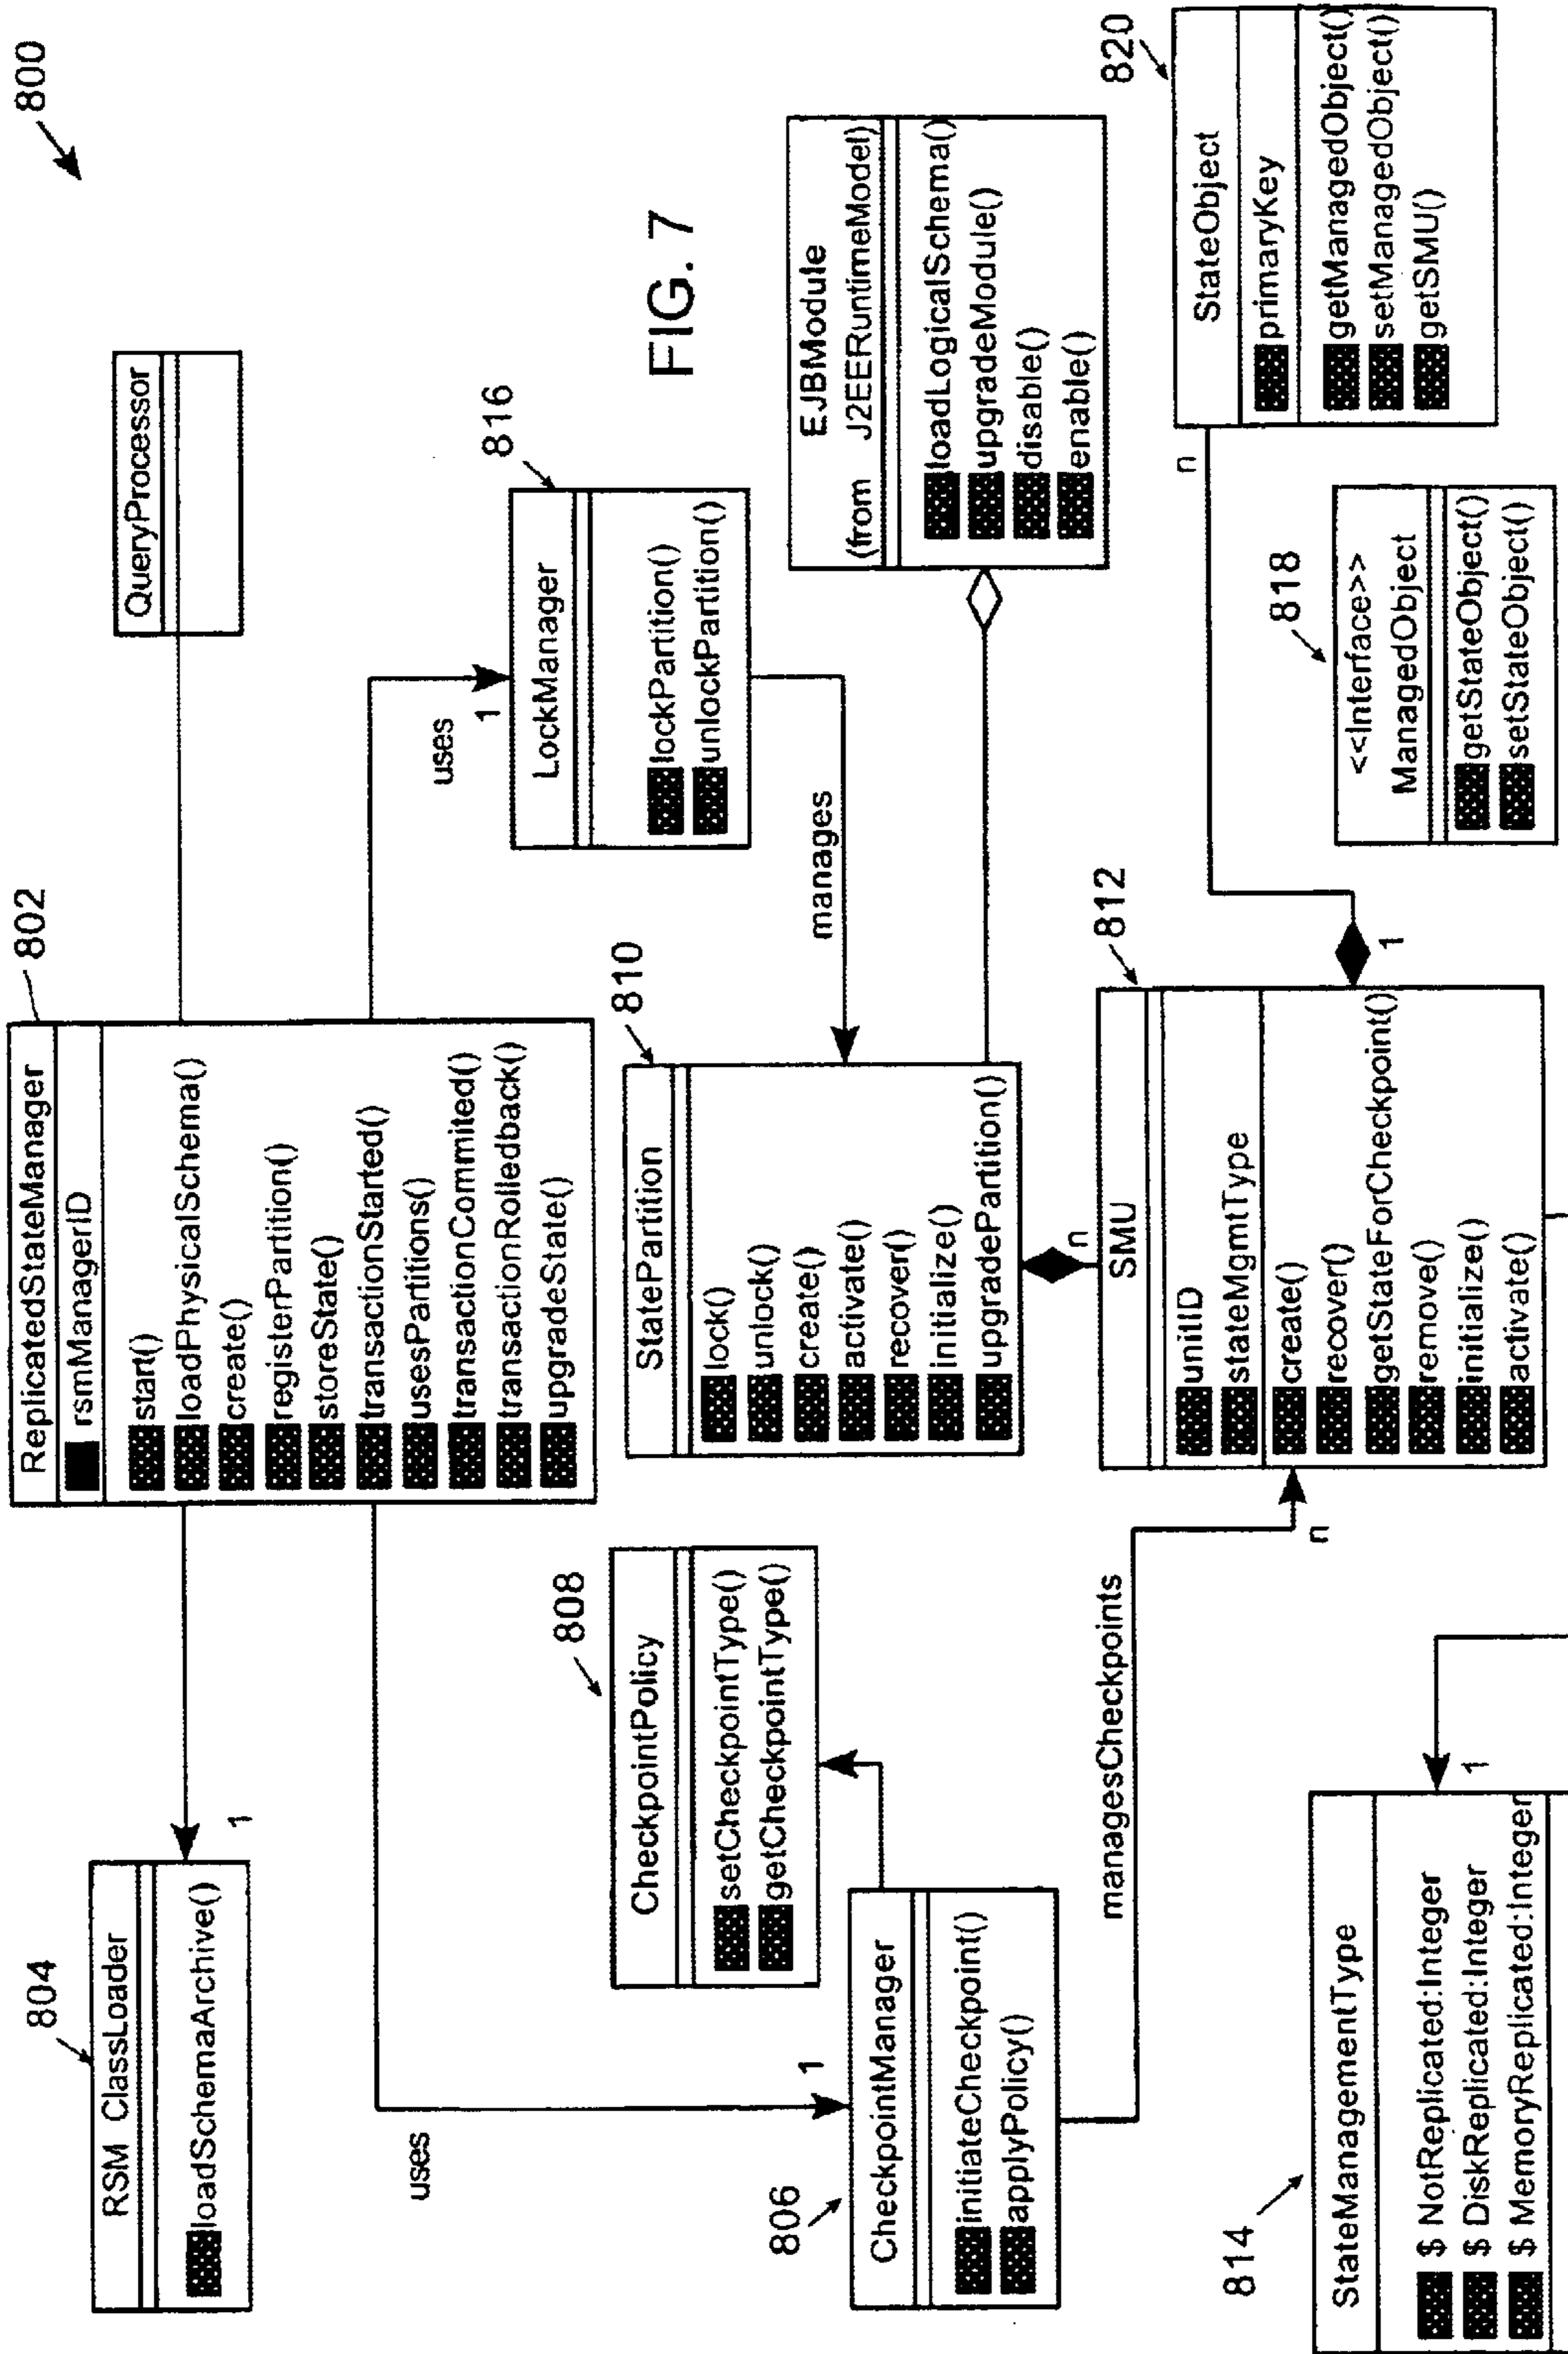 800
802
ReplicatedStateManager
rsmManagerID
start()
loadPhysicalSchema()
create()
registerPartition()
storeState()
transactionStarted()
usesPartitions()
transactionCommited()
transactionRolledback()
upgradeState()
QueryProcessor
804
RSM ClassLoader
loadSchemaArchive()
1
uses
1
uses
1
816
LockManager
lockPartition()
unlockPartition()
manages
FIG. 7
808
CheckpointPolicy
setCheckpointType()
getCheckpointType()
810
StatePartition
lock()
unlock()
create()
activate()
recover()
initialize()
upgradePartition()
n
EJBModule
(from J2EERuntimeModel)
loadLogicalSchema()
upgradeModule()
disable()
enable()
806
CheckpointManager
initiateCheckpoint()
applyPolicy()
managesCheckpoints
n
812
SMU
unitID
stateMgmtType
create()
recover()
getStateForCheckpoint()
remove()
initialize()
activate()
1
n
820
StateObject
primaryKey
getManagedObject()
setManagedObject()
getSMU()
818
<<Interface>>
ManagedObject
getStateObject()
setStateObject()
814
StateManagementType
$ NotReplicated:Integer
$ DiskReplicated:Integer
$ MemoryReplicated:Integer
1